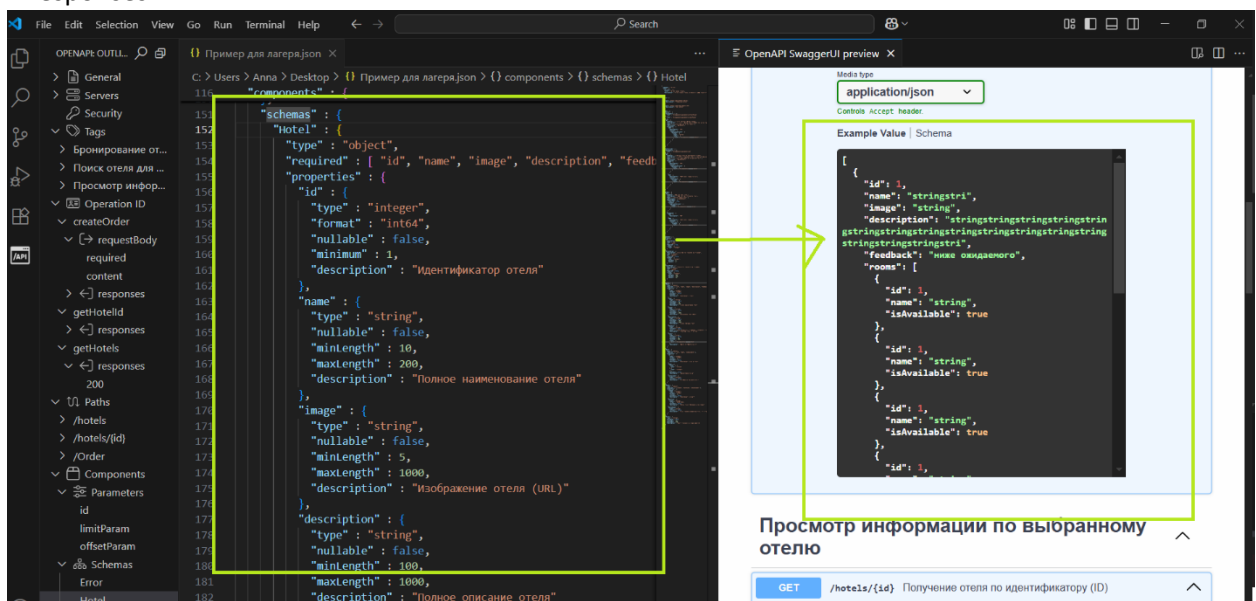 File Edit Selection View Go Run Terminal Help
Search
OPENAPI: OUTLI...
General
Servers
Security
Tags
Бронирование от...
Поиск отеля для ...
Просмотр инфор...
Operation ID
createOrder
requestBody
required
content
responses
getHotelId
responses
getHotels
responses
200
Paths
/hotels
/hotels/{id}
/Order
Components
Parameters
id
limitParam
offsetParam
Schemas
Error
Hotel
/API
{} Пример для лагеря.json
C: > Users > Anna > Desktop > {} Пример для лагеря.json > {} components > {} schemas > {} Hotel
116 "components" : {
151 "schemas" : {
152 "Hotel" : {
153 "type" : "object",
154 "required" : [ "id", "name", "image", "description", "feedb
155 "properties" : {
156 "id" : {
157 "type" : "integer",
158 "format" : "int64",
159 "nullable" : false,
160 "minimum" : 1,
161 "description" : "Идентификатор отеля"
162 },
163 "name" : {
164 "type" : "string",
165 "nullable" : false,
166 "minLength" : 10,
167 "maxLength" : 200,
168 "description" : "Полное наименование отеля"
169 },
170 "image" : {
171 "type" : "string",
172 "nullable" : false,
173 "minLength" : 5,
174 "maxLength" : 1000,
175 "description" : "Изображение отеля (URL)"
176 },
177 "description" : {
178 "type" : "string",
179 "nullable" : false,
180 "minLength" : 100,
181 "maxLength" : 1000,
182 "description" : "Полное описание отеля"
OpenAPI SwaggerUI preview
Media type
application/json
Controls Accept header.
Example Value | Schema
[
{
"id": 1,
"name": "stringstri",
"image": "string",
"description": "stringstringstringstringstrin
gstringstringstringstringstringstringstringstring
stringstringstringstri",
"feedback": "ниже ожидаемого",
"rooms": [
{
"id": 1,
"name": "string",
"isAvailable": true
},
{
"id": 1,
"name": "string",
"isAvailable": true
},
{
"id": 1,
"name": "string",
"isAvailable": true
},
{
"id": 1,
Просмотр информации по выбранному
отелю
GET /hotels/{id} Получение отеля по идентификатору (ID)